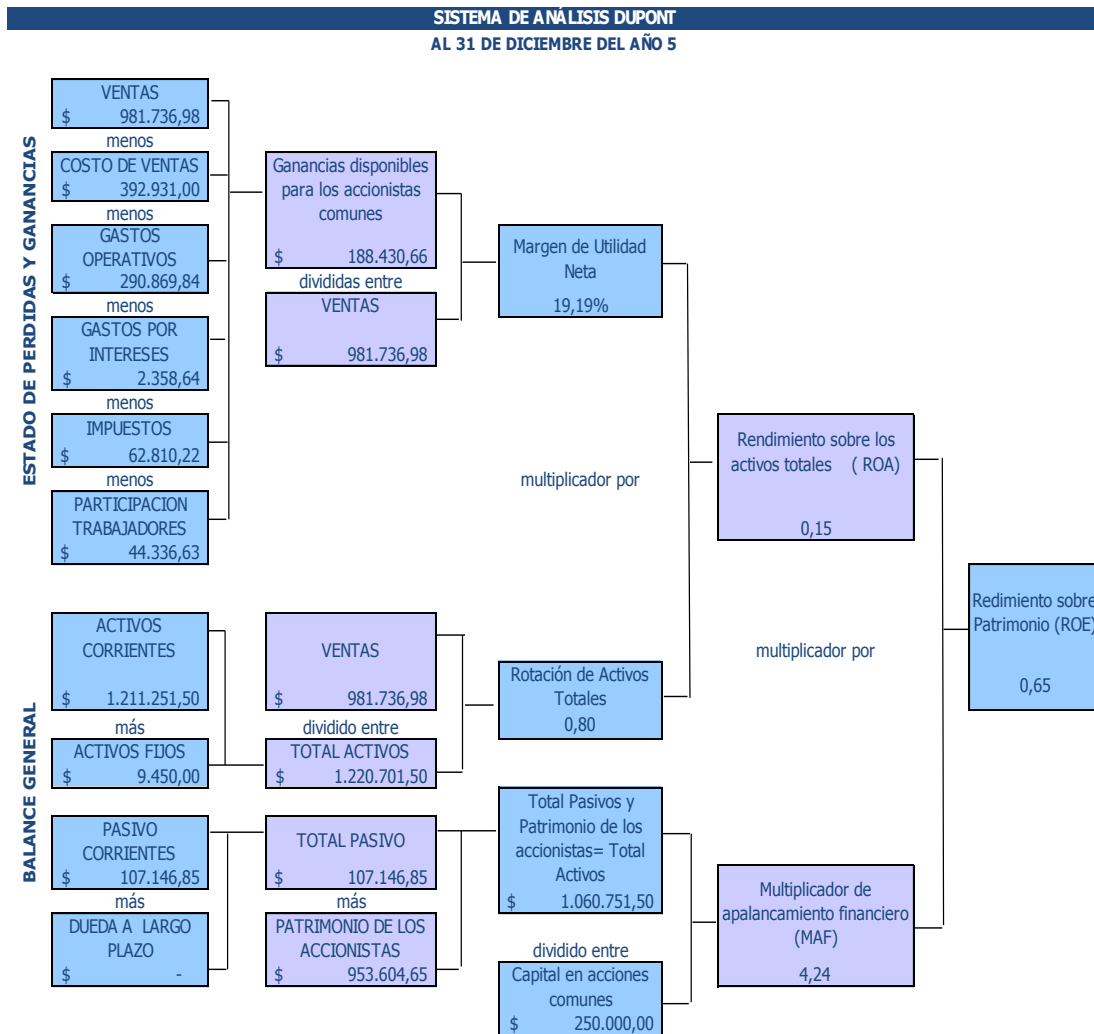 SISTEMA DE ANÁLISIS DUPONT
AL 31 DE DICIEMBRE DEL AÑO 5
ESTADO DE PERDIDAS Y GANANCIAS
VENTAS
$ 981.736,98
menos
COSTO DE VENTAS
$ 392.931,00
menos
GASTOS
OPERATIVOS
$ 290.869,84
menos
GASTOS POR
INTERESES
$ 2.358,64
menos
IMPUESTOS
$ 62.810,22
menos
PARTICIPACION
TRABAJADORES
$ 44.336,63
Ganancias disponibles
para los accionistas
comunes
$ 188.430,66
divididas entre
VENTAS
$ 981.736,98
Margen de Utilidad
Neta
19,19%
multiplicador por
Rendimiento sobre los
activos totales ( ROA)
0,15
BALANCE GENERAL
ACTIVOS
CORRIENTES
$ 1.211.251,50
más
ACTIVOS FIJOS
$ 9.450,00
VENTAS
$ 981.736,98
dividido entre
TOTAL ACTIVOS
$ 1.220.701,50
Rotación de Activos
Totales
0,80
multiplicador por
Redimiento sobre
Patrimonio (ROE)
0,65
PASIVO
CORRIENTES
$ 107.146,85
más
DUEDA A LARGO
PLAZO
$ -
TOTAL PASIVO
$ 107.146,85
más
PATRIMONIO DE LOS
ACCIONISTAS
$ 953.604,65
Total Pasivos y
Patrimonio de los
accionistas= Total
Activos
$ 1.060.751,50
dividido entre
Capital en acciones
comunes
$ 250.000,00
Multiplicador de
apalancamiento financiero
(MAF)
4,24